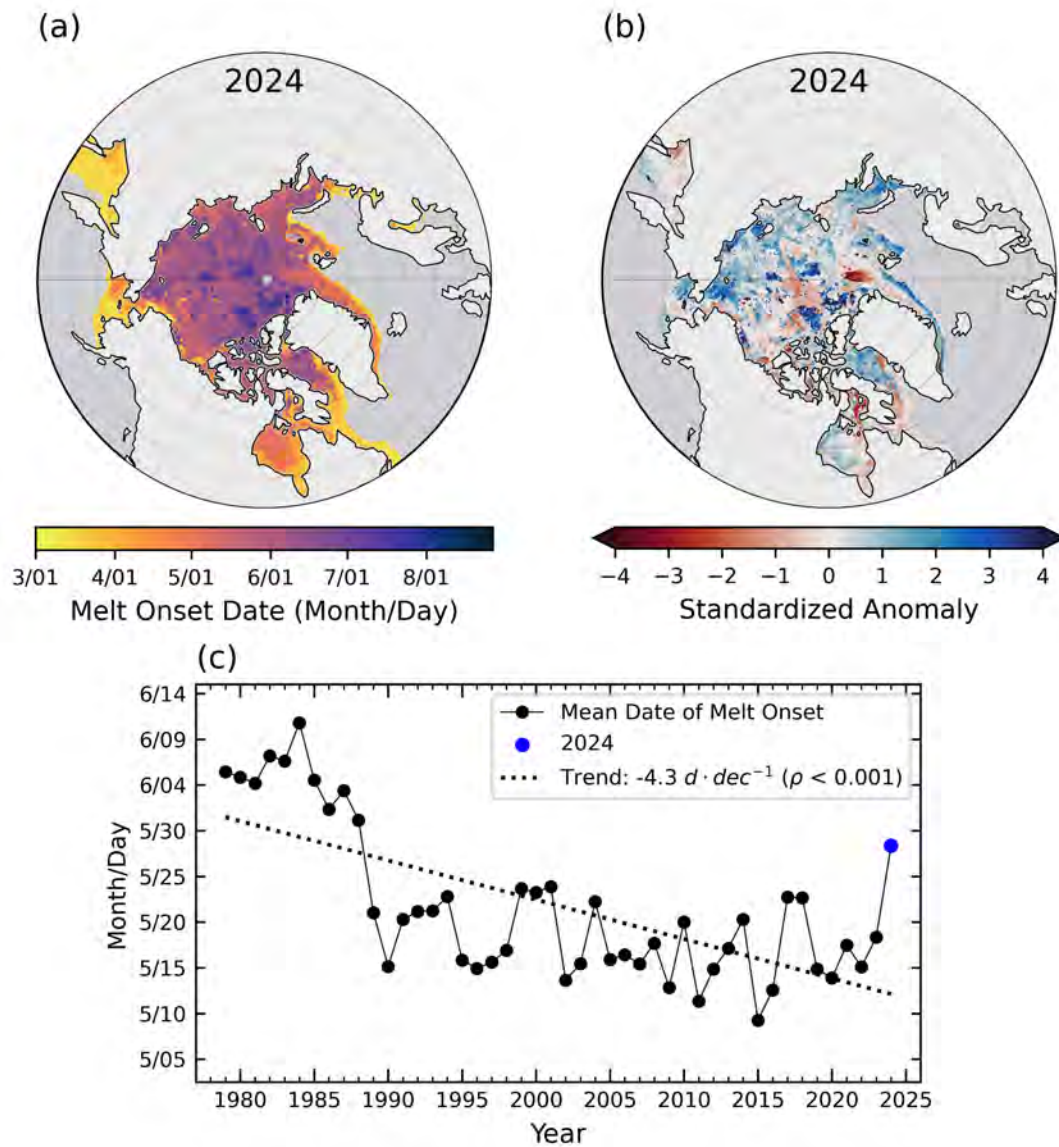 (a)
2024
3/01 4/01 5/01 6/01 7/01 8/01
Melt Onset Date (Month/Day)
(b)
2024
−4 −3 −2 −1 0 1 2 3 4
Standardized Anomaly
(c)
6/14
6/09
6/04
5/30
5/25
5/20
5/15
5/10
5/05
Month/Day
Mean Date of Melt Onset
2024
Trend: -4.3 d · dec⁻¹ (ρ < 0.001)
1980 1985 1990 1995 2000 2005 2010 2015 2020 2025
Year